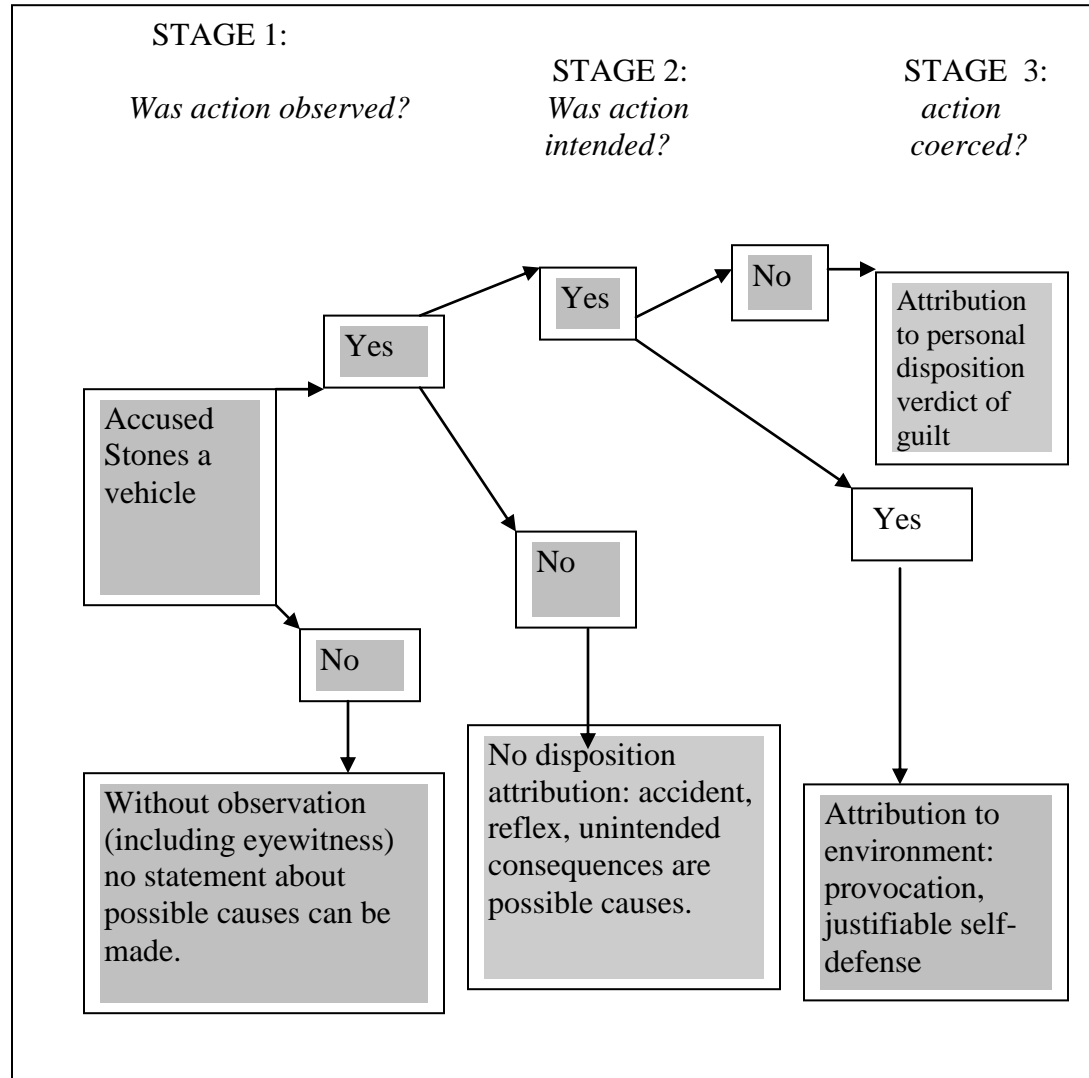 STAGE 1:
Was action observed?
STAGE 2:
Was action
intended?
STAGE 3:
action
coerced?
No
Yes
Attribution
to personal
disposition
verdict of
guilt
Yes
Accused
Stones a
vehicle
Yes
No
No
Without observation
(including eyewitness)
no statement about
possible causes can be
made.
No disposition
attribution: accident,
reflex, unintended
consequences are
possible causes.
Attribution to
environment:
provocation,
justifiable self-
defense